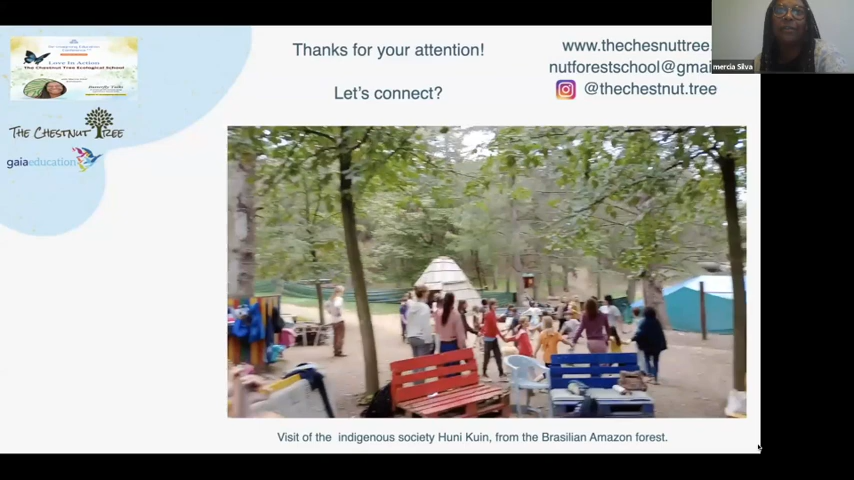 Thanks for your attention!
Let's connect?
www.thechesnuttree.
nutforestschool@gmai
@thechestnut.tree
mercia Silva
Love In Action
The Chestnut Tree Ecological School
Butterfly Talks
THE CHESTNUT TREE
gaiaeducation
Visit of the indigenous society Huni Kuin, from the Brasilian Amazon forest.